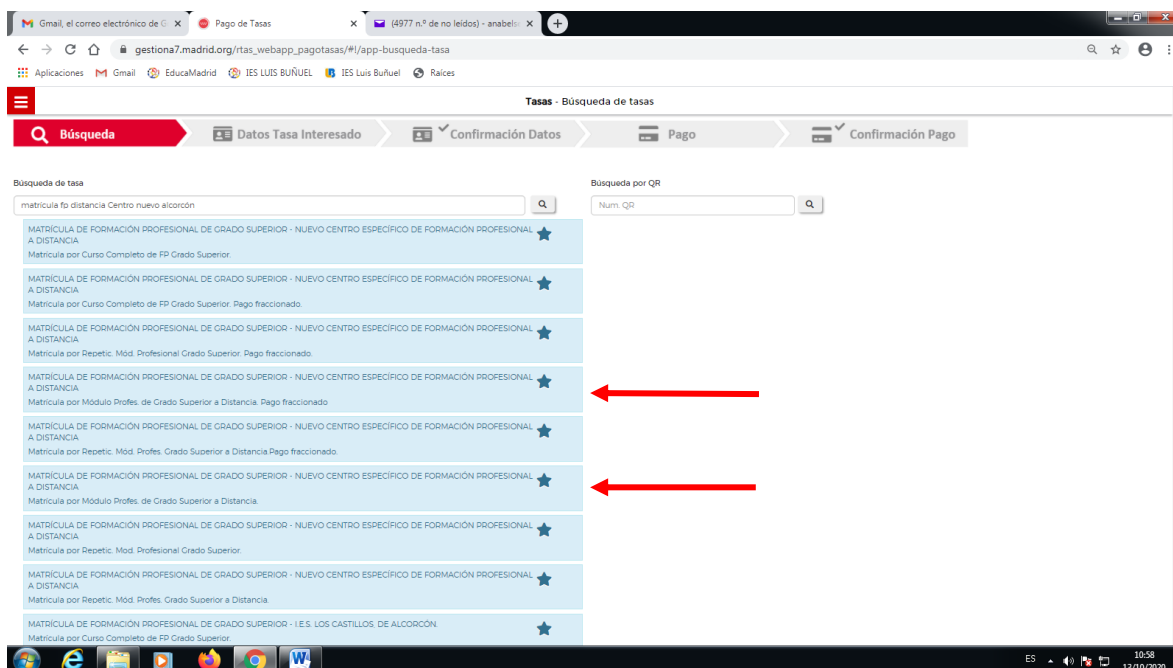 Gmail, el correo electrónico de G
Pago de Tasas
(4977 n.º de no leídos) - anabels
gestiona7.madrid.org/rtas_webapp_pagotasas/#!/app-busqueda-tasa
Aplicaciones
Gmail
EducaMadrid
IES LUIS BUÑUEL
IES Luis Buñuel
Raíces
Tasas - Búsqueda de tasas
Búsqueda
Datos Tasa Interesado
Confirmación Datos
Pago
Confirmación Pago
Búsqueda de tasa
Búsqueda por QR
matrícula fp distancia Centro nuevo alcorcón
Num. QR
MATRÍCULA DE FORMACIÓN PROFESIONAL DE GRADO SUPERIOR - NUEVO CENTRO ESPECÍFICO DE FORMACIÓN PROFESIONAL
A DISTANCIA
Matrícula por Curso Completo de FP Grado Superior.
MATRÍCULA DE FORMACIÓN PROFESIONAL DE GRADO SUPERIOR - NUEVO CENTRO ESPECÍFICO DE FORMACIÓN PROFESIONAL
A DISTANCIA
Matrícula por Curso Completo de FP Grado Superior. Pago fraccionado.
MATRÍCULA DE FORMACIÓN PROFESIONAL DE GRADO SUPERIOR - NUEVO CENTRO ESPECÍFICO DE FORMACIÓN PROFESIONAL
A DISTANCIA
Matrícula por Repetic. Mód. Profesional Grado Superior. Pago fraccionado.
MATRÍCULA DE FORMACIÓN PROFESIONAL DE GRADO SUPERIOR - NUEVO CENTRO ESPECÍFICO DE FORMACIÓN PROFESIONAL
A DISTANCIA
Matrícula por Módulo Profes. de Grado Superior a Distancia. Pago fraccionado
MATRÍCULA DE FORMACIÓN PROFESIONAL DE GRADO SUPERIOR - NUEVO CENTRO ESPECÍFICO DE FORMACIÓN PROFESIONAL
A DISTANCIA
Matrícula por Repetic. Mód. Profes. Grado Superior a Distancia.Pago fraccionado.
MATRÍCULA DE FORMACIÓN PROFESIONAL DE GRADO SUPERIOR - NUEVO CENTRO ESPECÍFICO DE FORMACIÓN PROFESIONAL
A DISTANCIA
Matrícula por Módulo Profes. de Grado Superior a Distancia.
MATRÍCULA DE FORMACIÓN PROFESIONAL DE GRADO SUPERIOR - NUEVO CENTRO ESPECÍFICO DE FORMACIÓN PROFESIONAL
A DISTANCIA
Matrícula por Repetic. Mod. Profesional Grado Superior.
MATRÍCULA DE FORMACIÓN PROFESIONAL DE GRADO SUPERIOR - NUEVO CENTRO ESPECÍFICO DE FORMACIÓN PROFESIONAL
A DISTANCIA
Matrícula por Repetic. Mód. Profes. Grado Superior a Distancia.
MATRÍCULA DE FORMACIÓN PROFESIONAL DE GRADO SUPERIOR - I.E.S. LOS CASTILLOS, DE ALCORCÓN.
Matrícula por Curso Completo de FP Grado Superior.
ES
10:58
13/10/2020